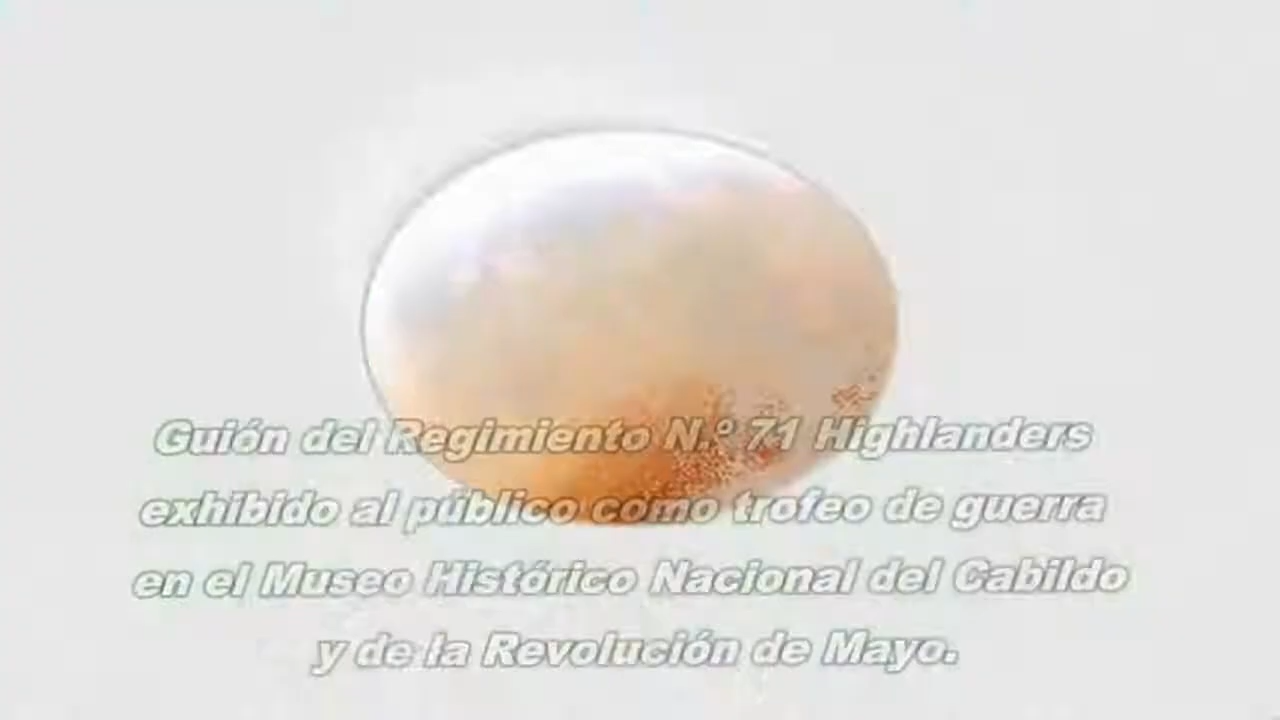 Guión del Regimiento N.º 71 Highlanders
exhibido al público como trofeo de guerra
en el Museo Histórico Nacional del Cabildo
y de la Revolución de Mayo.